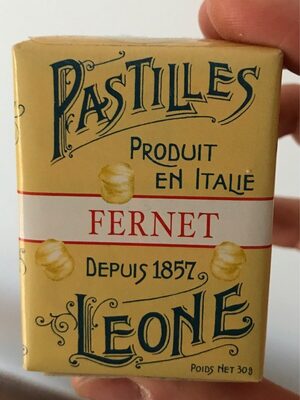 PASTILLES
PRODUIT
EN ITALIE
FERNET
DEPUIS 1857
LEONE
POIDS NET 30g